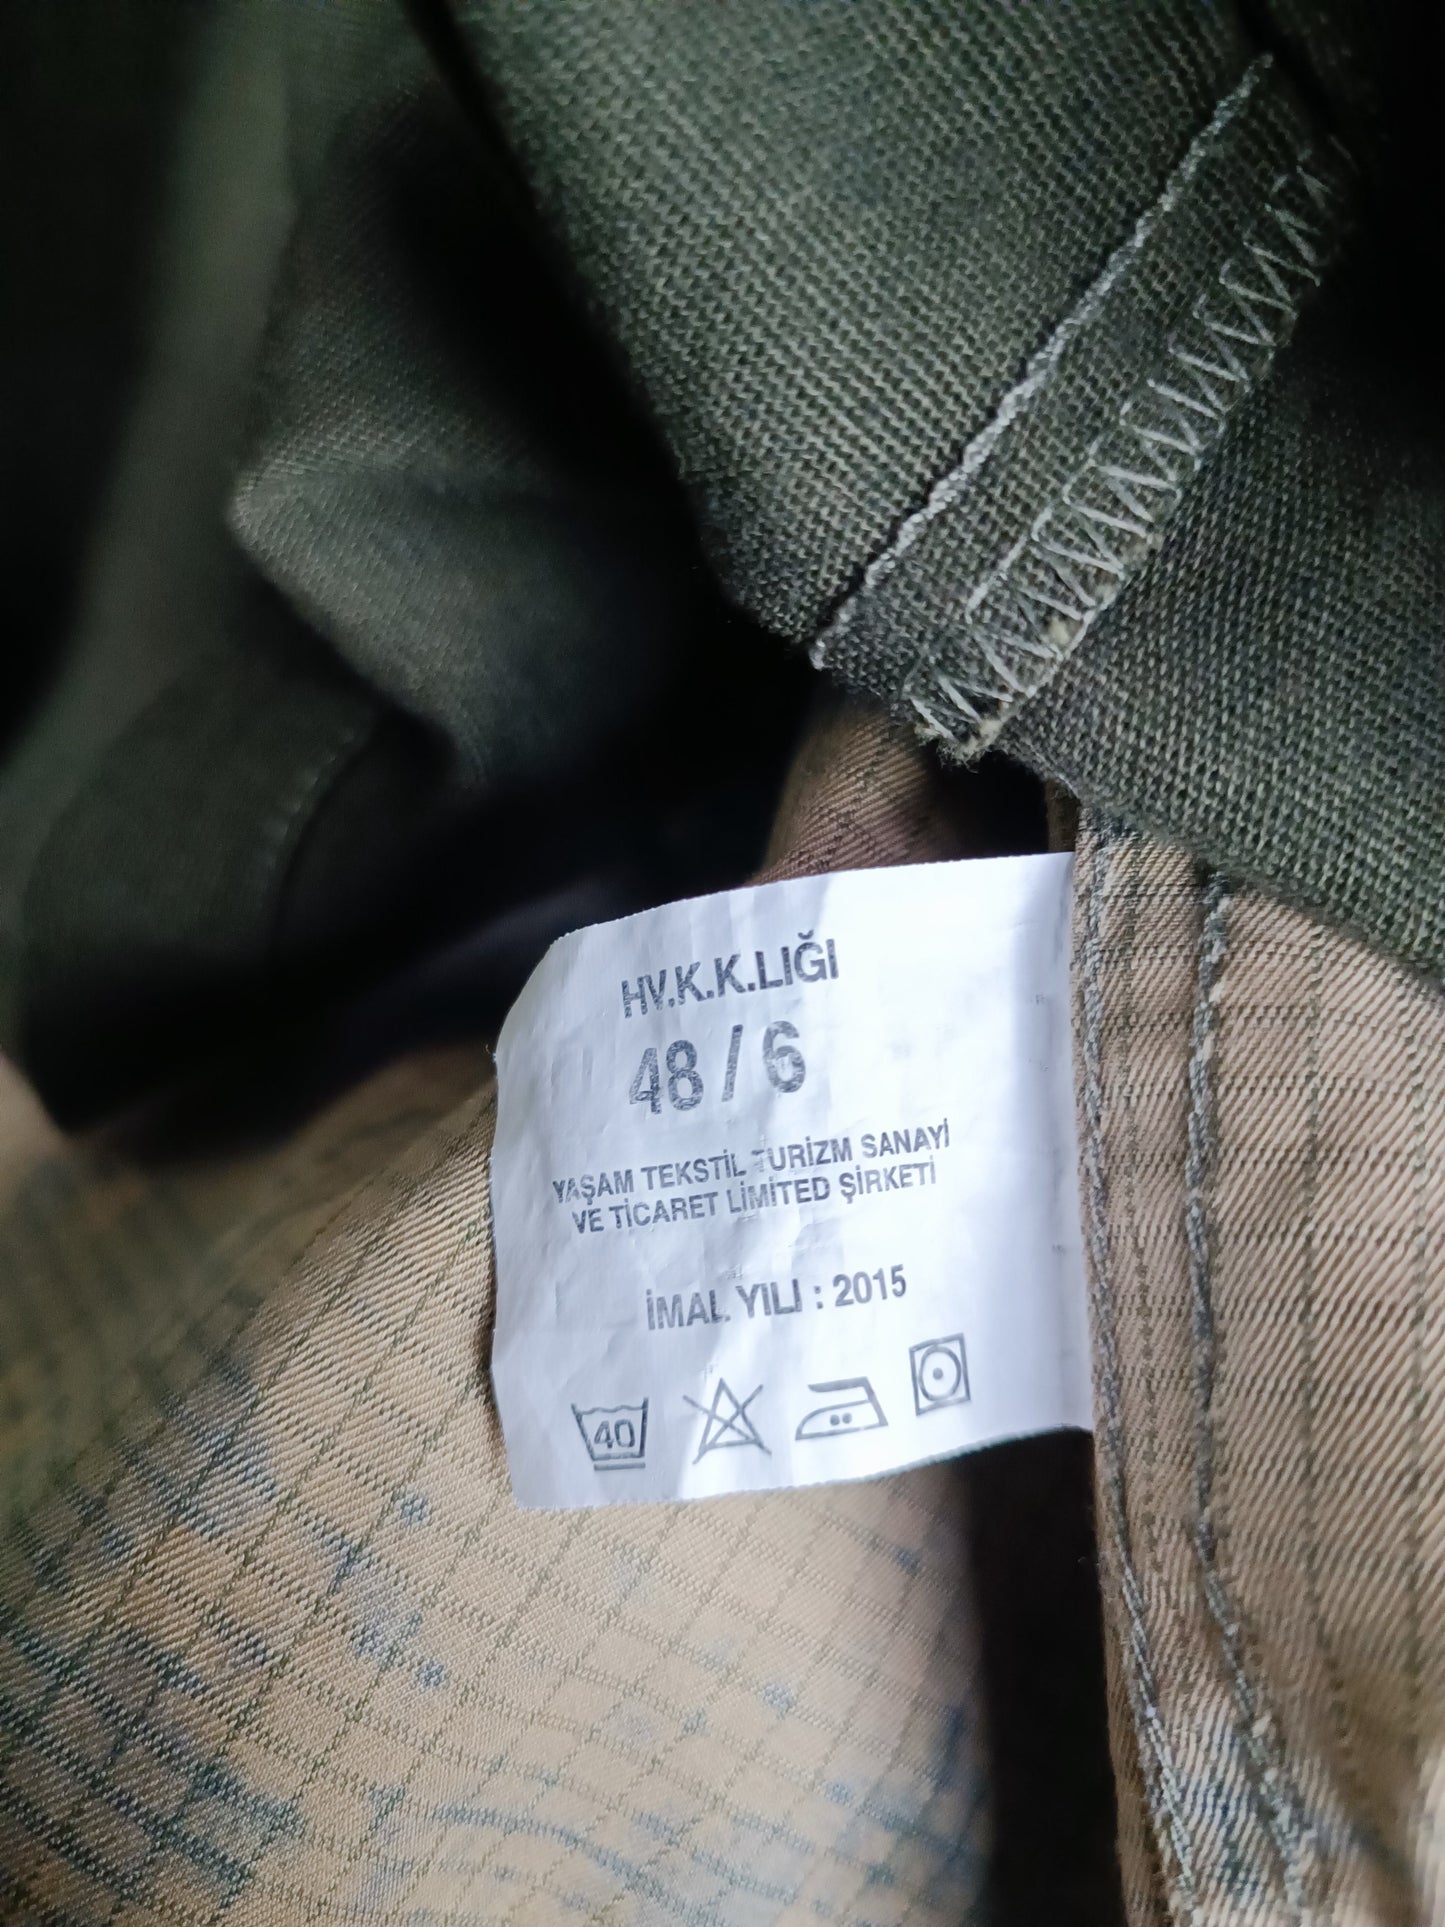 HV.K.K.LIĞI
48 / 6
YAŞAM TEKSTİL TURİZM SANAYİ
VE TİCARET LİMİTED ŞİRKETİ
İMAL YILI : 2015
40